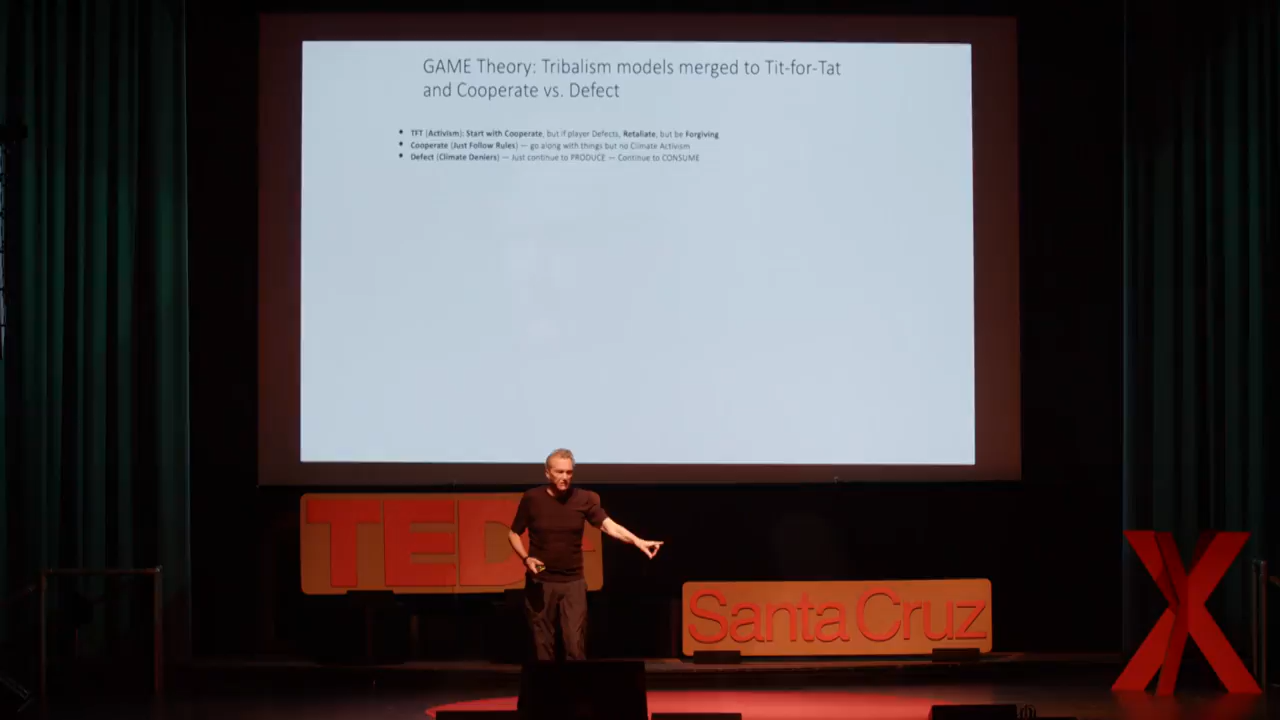 GAME Theory: Tribalism models merged to Tit-for-Tat
and Cooperate vs. Defect
• TFT (Activism): Start with Cooperate, but if player Defects, Retaliate, but be Forgiving
• Cooperate (Just Follow Rules) — go along with things but no Climate Activism
• Defect (Climate Deniers) — Just continue to PRODUCE — Continue to CONSUME
TED
Santa Cruz
X